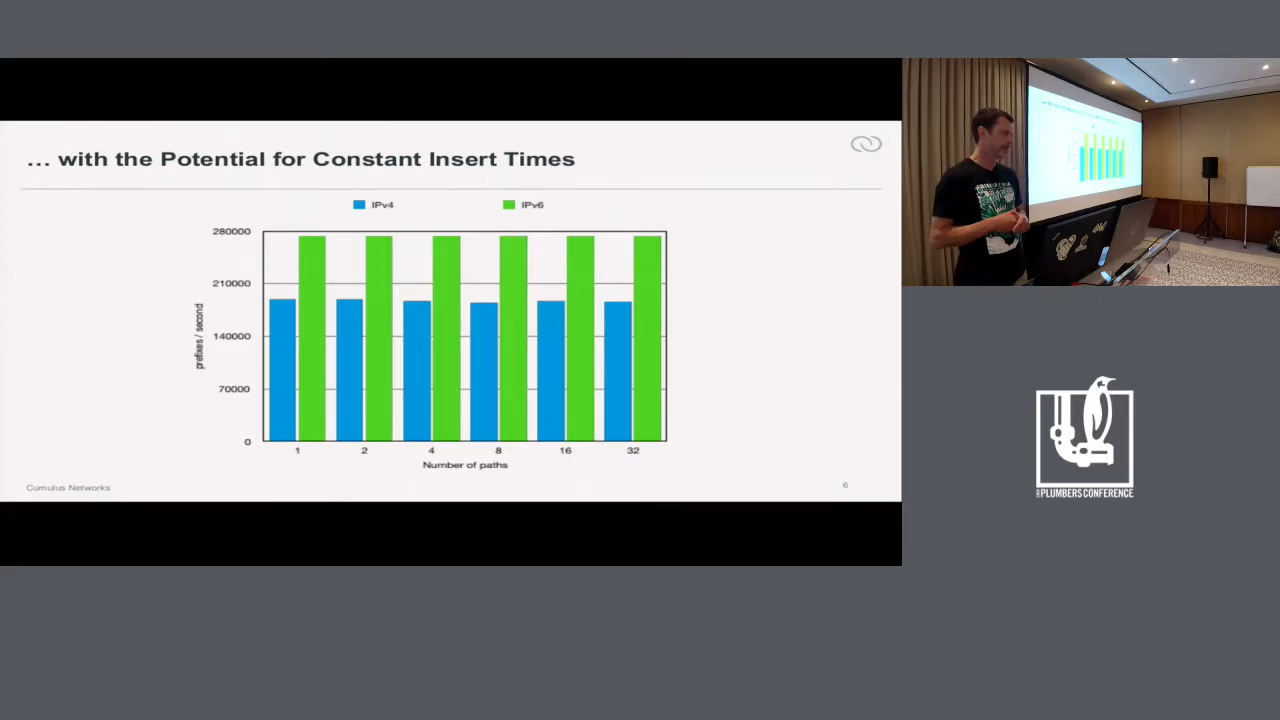 ... with the Potential for Constant Insert Times
IPv4
IPv6
280000
210000
140000
70000
0
prefixes / second
1
2
4
8
16
32
Number of paths
Cumulus Networks
6
PLUMBERS CONFERENCE